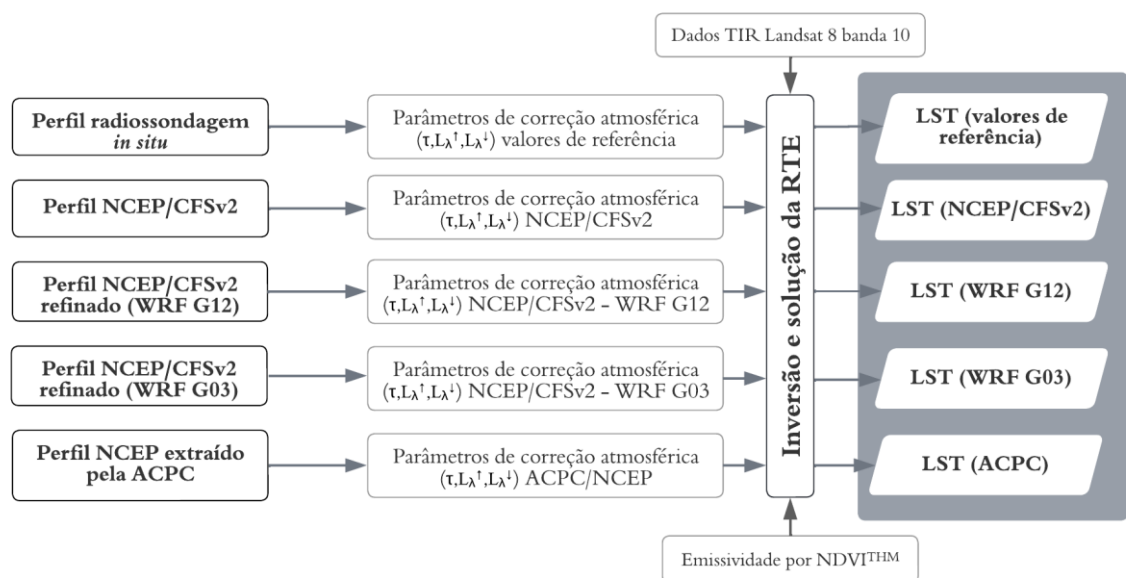 Dados TIR Landsat 8 banda 10
Perfil radiossondagem
in situ
Parâmetros de correção atmosférica
(τ,Lλ↑,Lλ↓) valores de referência
LST (valores de
referência)
Perfil NCEP/CFSv2
Parâmetros de correção atmosférica
(τ,Lλ↑,Lλ↓) NCEP/CFSv2
LST (NCEP/CFSv2)
Perfil NCEP/CFSv2
refinado (WRF G12)
Parâmetros de correção atmosférica
(τ,Lλ↑,Lλ↓) NCEP/CFSv2 - WRF G12
LST (WRF G12)
Perfil NCEP/CFSv2
refinado (WRF G03)
Parâmetros de correção atmosférica
(τ,Lλ↑,Lλ↓) NCEP/CFSv2 - WRF G03
LST (WRF G03)
Perfil NCEP extraído
pela ACPC
Parâmetros de correção atmosférica
(τ,Lλ↑,Lλ↓) ACPC/NCEP
LST (ACPC)
Inversão e solução da RTE
Emissividade por NDVITHM